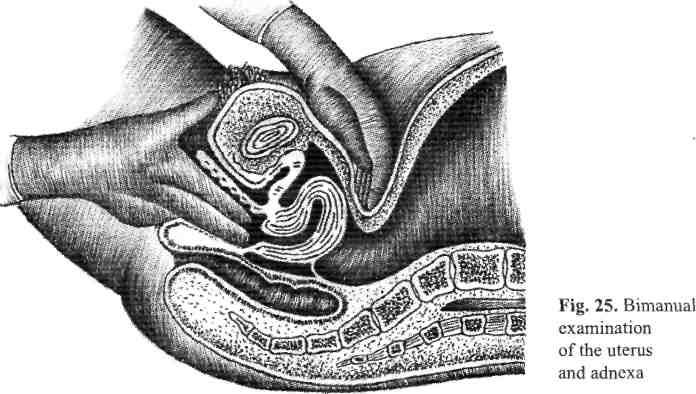 Fig. 25. Bimanual
examination
of the uterus
and adnexa